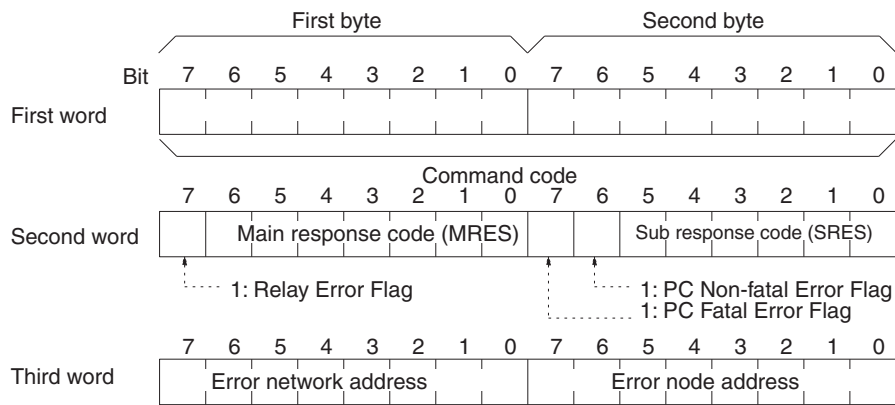 First byte Second byte
Bit 7 6 5 4 3 2 1 0 7 6 5 4 3 2 1 0
First word
Command code
7 6 5 4 3 2 1 0 7 6 5 4 3 2 1 0
Second word Main response code (MRES) Sub response code (SRES)
1: Relay Error Flag 1: PC Non-fatal Error Flag
1: PC Fatal Error Flag
7 6 5 4 3 2 1 0 7 6 5 4 3 2 1 0
Third word Error network address Error node address